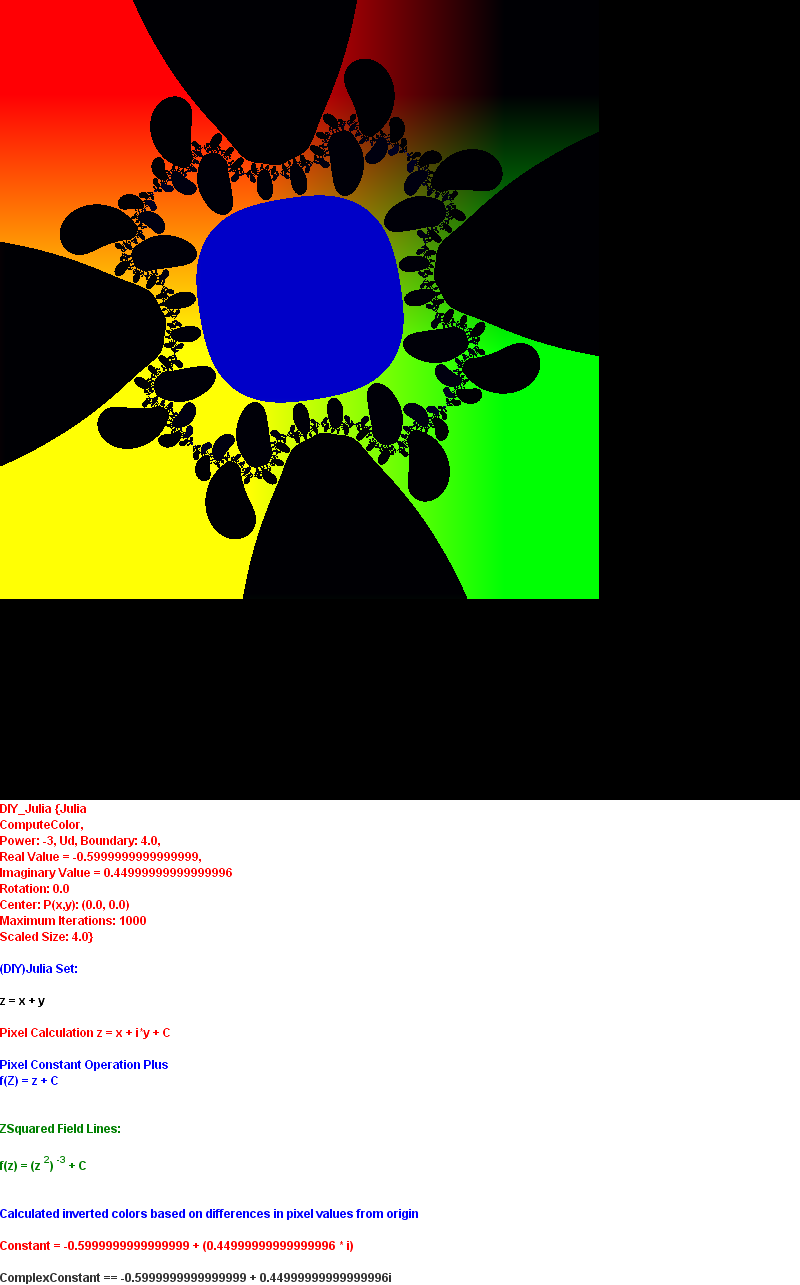 DIY_Julia {Julia
ComputeColor,
Power: -3, Ud, Boundary: 4.0,
Real Value = -0.5999999999999999,
Imaginary Value = 0.44999999999999996
Rotation: 0.0
Center: P(x,y): (0.0, 0.0)
Maximum Iterations: 1000
Scaled Size: 4.0}
(DIY)Julia Set:
z = x + y
Pixel Calculation z = x + i*y + C
Pixel Constant Operation Plus
f(Z) = z + C
ZSquared Field Lines:
f(z) = (z ²) ⁻³ + C
Calculated inverted colors based on differences in pixel values from origin
Constant = -0.5999999999999999 + (0.44999999999999996 * i)
ComplexConstant == -0.5999999999999999 + 0.44999999999999996i